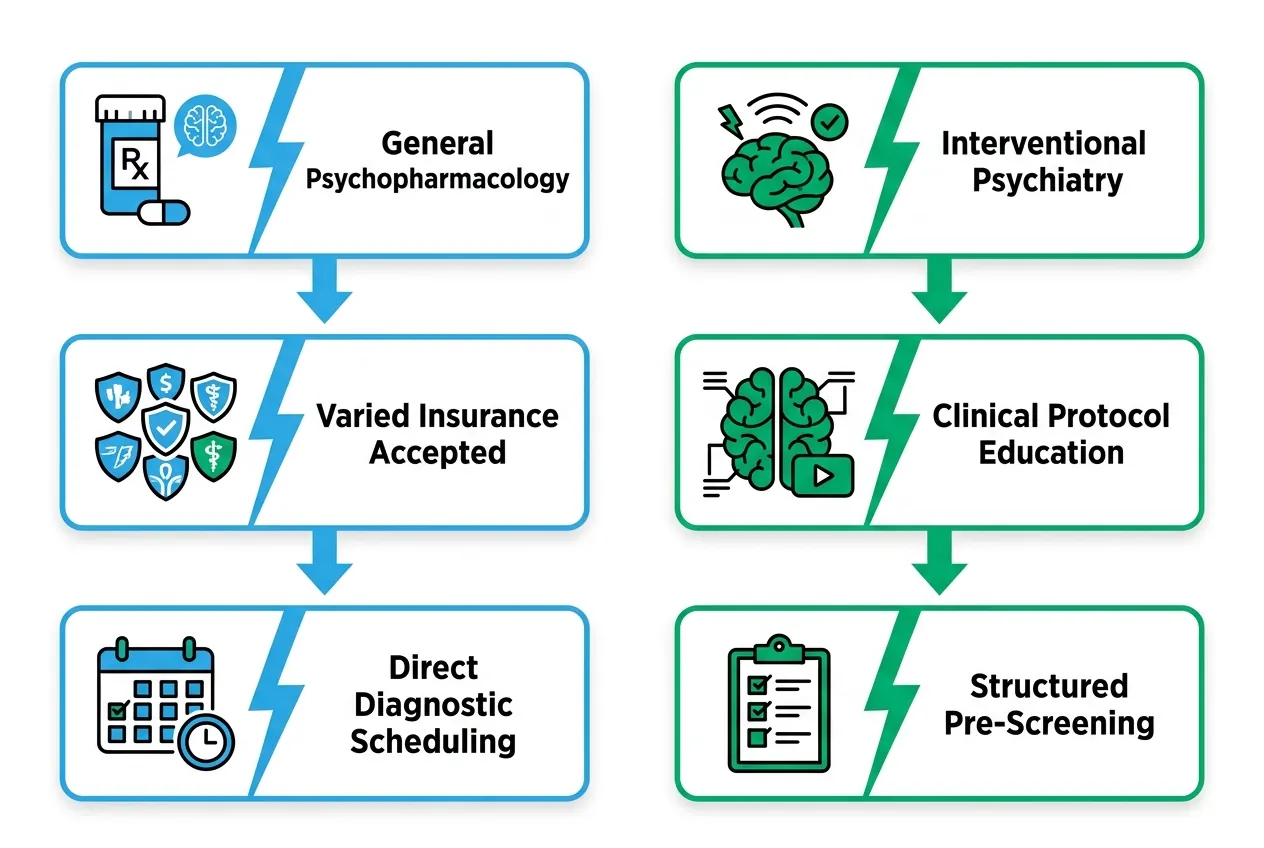 Rx
General
Psychopharmacology
$
Varied Insurance
Accepted
Direct
Diagnostic
Scheduling
Interventional
Psychiatry
Clinical Protocol
Education
Structured
Pre-Screening